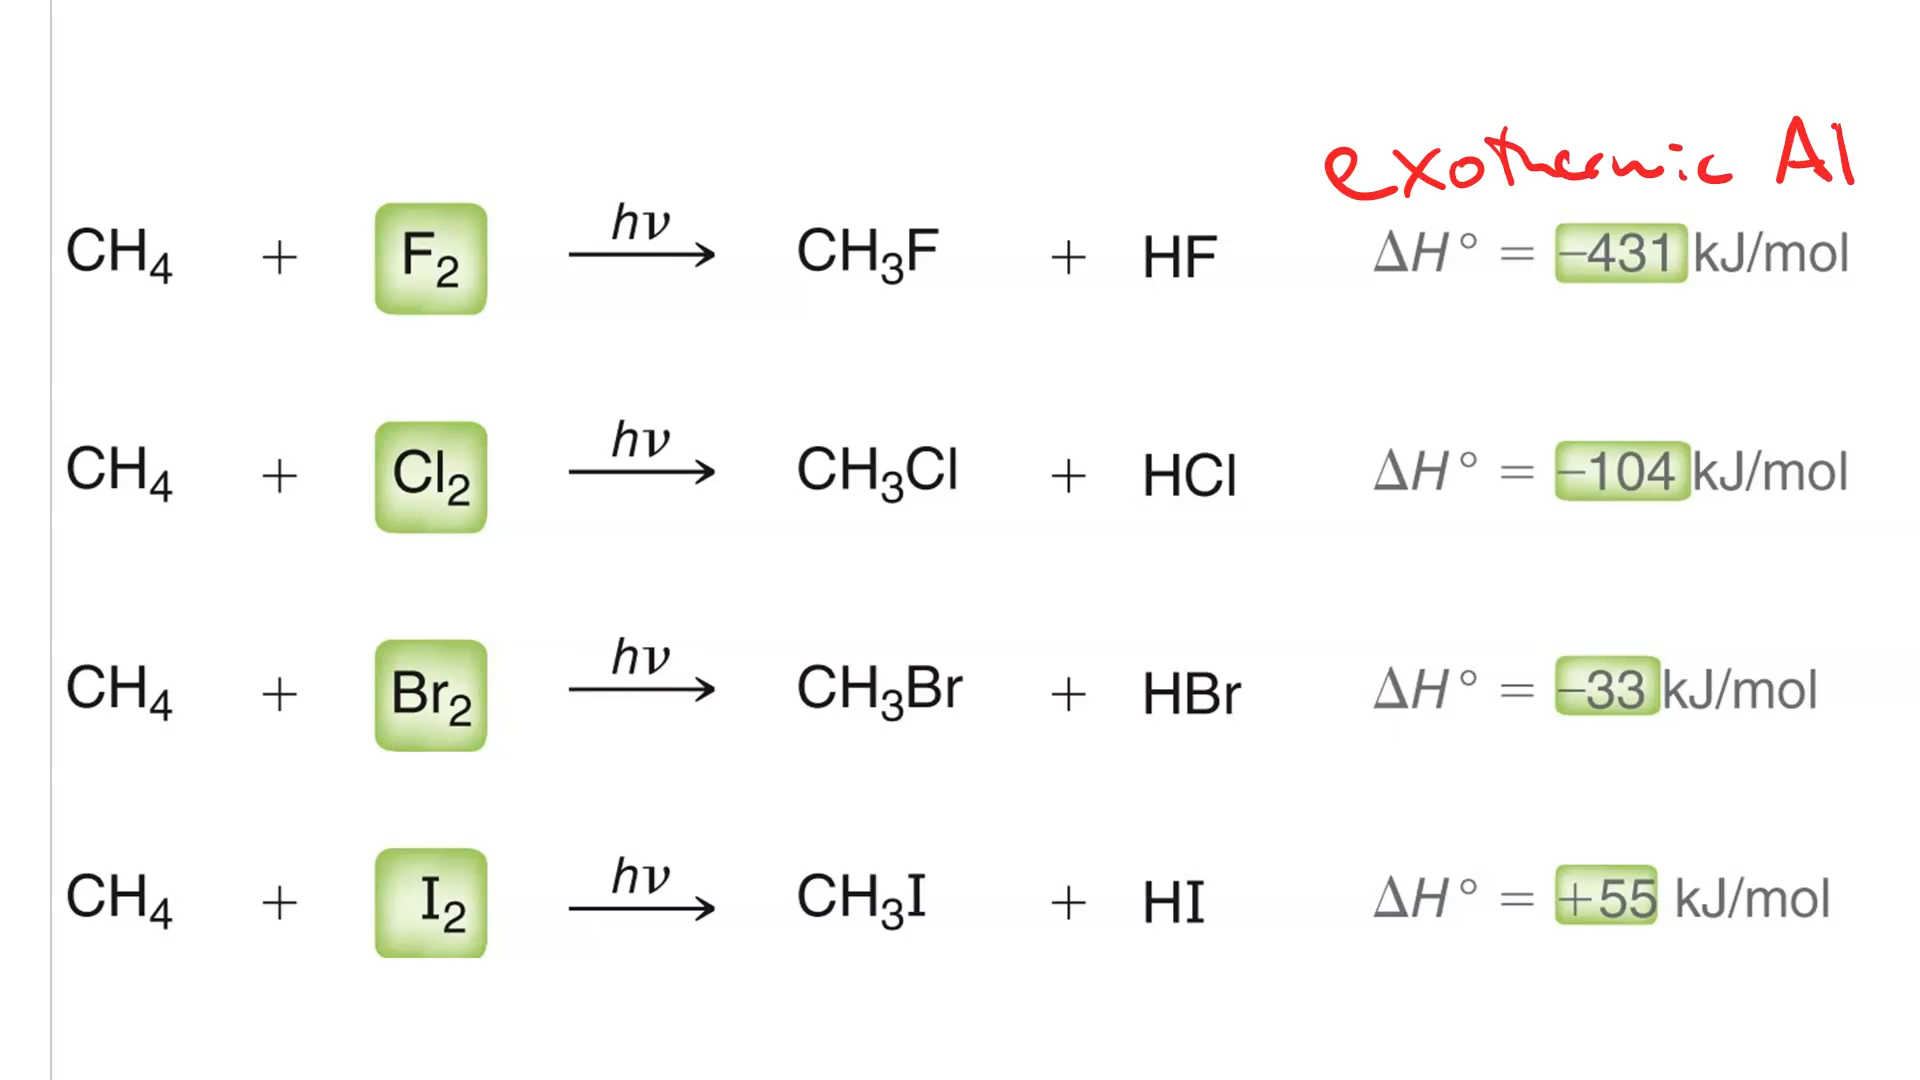 exothermic Al
CH₄ + F₂ hν → CH₃F + HF ΔH° = –431 kJ/mol
CH₄ + Cl₂ hν → CH₃Cl + HCl ΔH° = –104 kJ/mol
CH₄ + Br₂ hν → CH₃Br + HBr ΔH° = –33 kJ/mol
CH₄ + I₂ hν → CH₃I + HI ΔH° = +55 kJ/mol